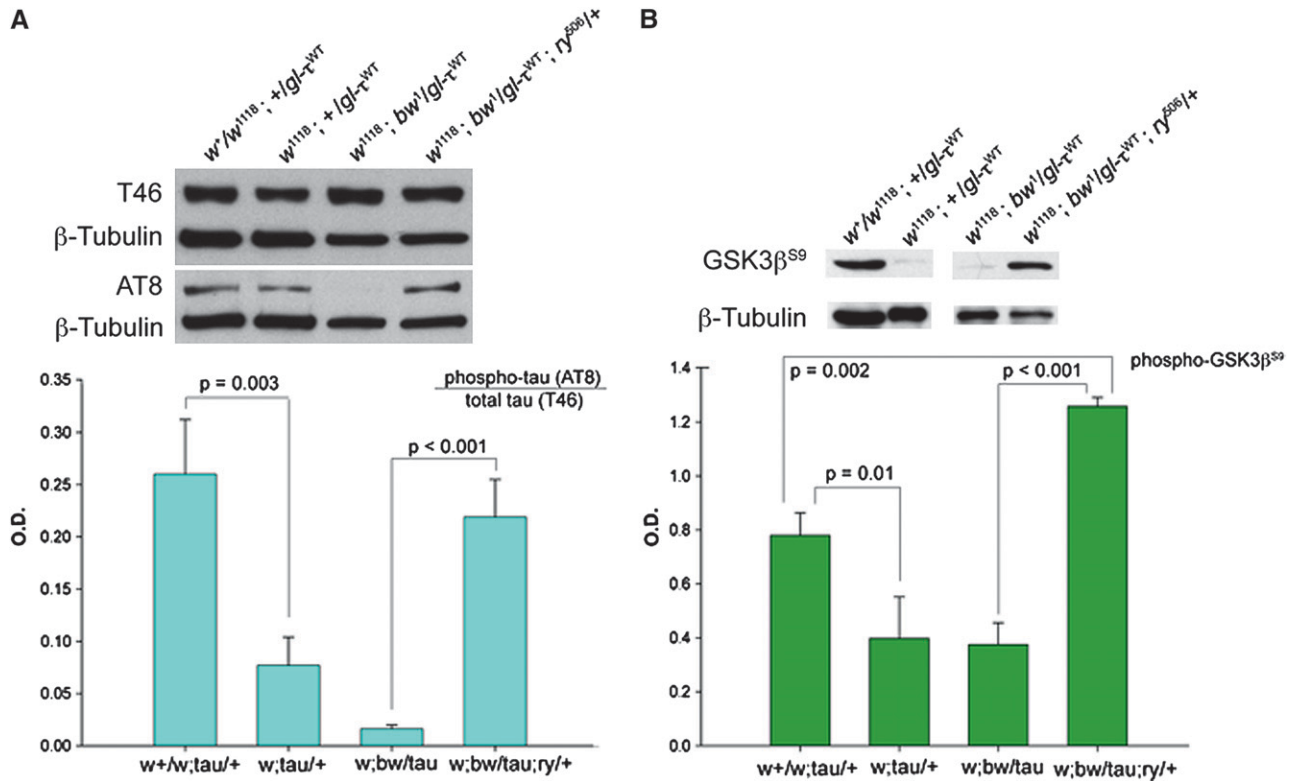 A
w⁺/w¹¹¹⁸; +/gl-τᵂᵀ
w¹¹¹⁸; +/gl-τᵂᵀ
w¹¹¹⁸; bw¹/gl-τᵂᵀ
w¹¹¹⁸; bw¹/gl-τᵂᵀ; ry⁵⁰⁶/+
T46
β-Tubulin
AT8
β-Tubulin
0.35
0.30
0.25
0.20
0.15
0.10
0.05
0.00
O.D.
p = 0.003
p < 0.001
phospho-tau (AT8)
total tau (T46)
w+/w;tau/+
w;tau/+
w;bw/tau
w;bw/tau;ry/+
B
w⁺/w¹¹¹⁸; +/gl-τᵂᵀ
w¹¹¹⁸; +/gl-τᵂᵀ
w¹¹¹⁸; bw¹/gl-τᵂᵀ
w¹¹¹⁸; bw¹/gl-τᵂᵀ; ry⁵⁰⁶/+
GSK3βˢ⁹
β-Tubulin
1.4
1.2
1.0
0.8
0.6
0.4
0.2
0.0
O.D.
p = 0.002
p < 0.001
p = 0.01
phospho-GSK3βˢ⁹
w+/w;tau/+
w;tau/+
w;bw/tau
w;bw/tau;ry/+